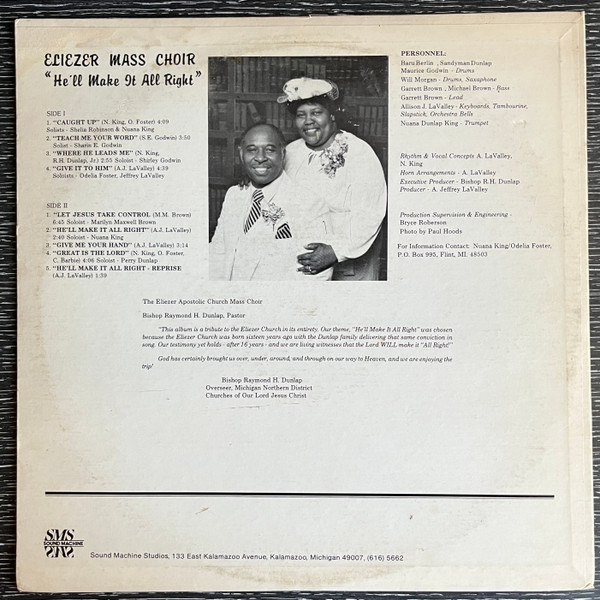 ELIEZER MASS CHOIR
"He'll Make It All Right"
SIDE I
1. "CAUGHT UP" (N. King, O. Foster) 4:09
Solists - Shelia Robinson & Nuana King
2. "TEACH ME YOUR WORD" (S.E. Godwin) 3:50
Solist - Sharin E. Godwin
3. "WHERE HE LEADS ME" (N. King,
R.H. Dunlap, Jr.) 2:55 Soloist - Shirley Godwin
4. "GIVE IT TO HIM" (A.J. LaValley) 4:39
Soloists - Odelia Foster, Jeffrey LaValley
SIDE II
1. "LET JESUS TAKE CONTROL (M.M. Brown)
6:45 Soloist - Marilyn Maxwell Brown
2. "HE'LL MAKE IT ALL RIGHT" (A.J. LaValley)
2:40 Soloist - Nuana King
3. "GIVE ME YOUR HAND" (A.J. LaValley) 3:14
4. "GREAT IS THE LORD" (N. King, O. Foster,
C. Barbie) 4:06 Soloist - Perry Dunlap
5. "HE'LL MAKE IT ALL RIGHT - REPRISE
(A.J. LaValley) 1:39
PERSONNEL:
Baru Berlin , Sandyman Dunlap
Maurice Godwin - Drums
Will Morgan - Drums, Saxophone
Garrett Brown , Michael Brown - Bass
Garrett Brown - Lead
Allison J. LaValley - Keyboards, Tambourine,
Slapstick, Orchestra Bells
Nuana Dunlap King - Trumpet
Rhythm & Vocal Concepts A. LaValley,
N. King
Horn Arrangements - A. LaValley
Executive Producer - Bishop R.H. Dunlap
Producer - A. Jeffrey LaValley
Production Supervision & Engineering -
Bryce Roberson
Photo by Paul Hoods
For Information Contact: Nuana King/Odelia Foster,
P.O. Box 995, Flint, MI. 48503
The Eliezer Apostolic Church Mass Choir
Bishop Raymond H. Dunlap, Pastor
"This album is a tribute to the Eliezer Church in its entirety. Our theme, "He'll Make It All Right" was chosen
because the Eliezer Church was born sixteen years ago with the Dunlap family delivering that same conviction in
song. Our testimony yet holds - after 16 years - and we are living witnesses that the Lord WILL make it "All Right!"
God has certainly brought us over, under, around, and through on our way to Heaven, and we are enjoying the
trip!
Bishop Raymond H. Dunlap
Overseer, Michigan Northern District
Churches of Our Lord Jesus Christ
SMS
SOUND MACHINE
Sound Machine Studios, 133 East Kalamazoo Avenue, Kalamazoo, Michigan 49007, (616) 5662